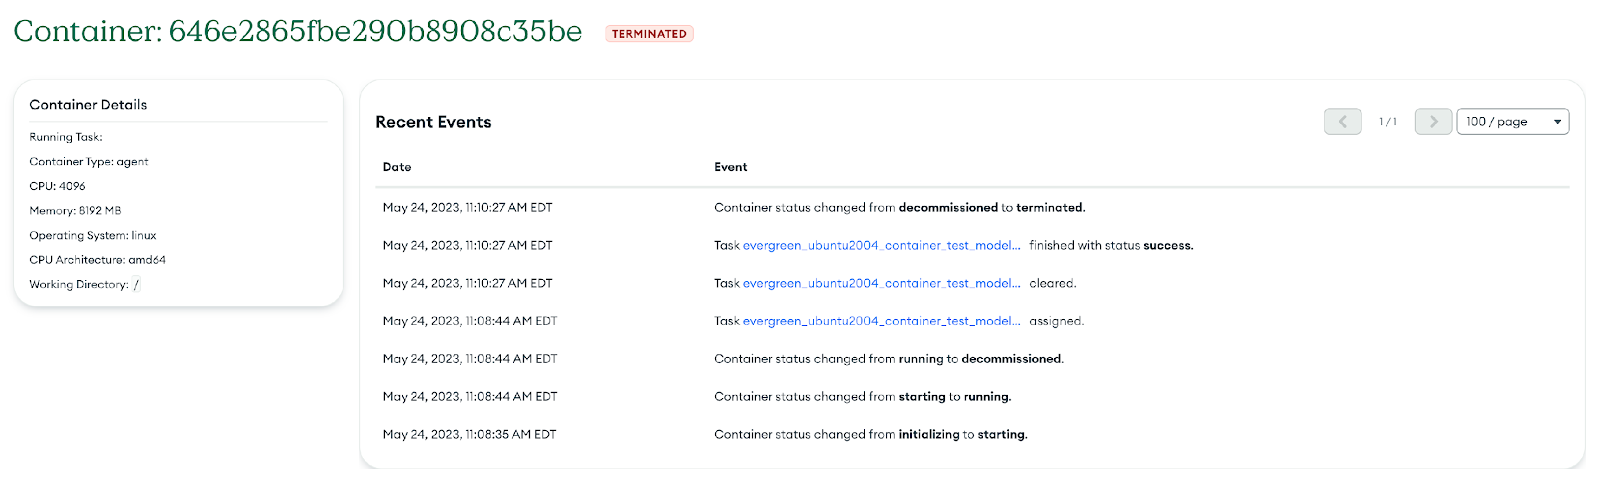 Container: 646e2865fbe290b8908c35be TERMINATED
Container Details
Running Task:
Container Type: agent
CPU: 4096
Memory: 8192 MB
Operating System: linux
CPU Architecture: amd64
Working Directory: /
Recent Events
1 / 1
100 / page
Date Event
May 24, 2023, 11:10:27 AM EDT Container status changed from decommissioned to terminated.
May 24, 2023, 11:10:27 AM EDT Task evergreen_ubuntu2004_container_test_model... finished with status success.
May 24, 2023, 11:10:27 AM EDT Task evergreen_ubuntu2004_container_test_model... cleared.
May 24, 2023, 11:08:44 AM EDT Task evergreen_ubuntu2004_container_test_model... assigned.
May 24, 2023, 11:08:44 AM EDT Container status changed from running to decommissioned.
May 24, 2023, 11:08:44 AM EDT Container status changed from starting to running.
May 24, 2023, 11:08:35 AM EDT Container status changed from initializing to starting.